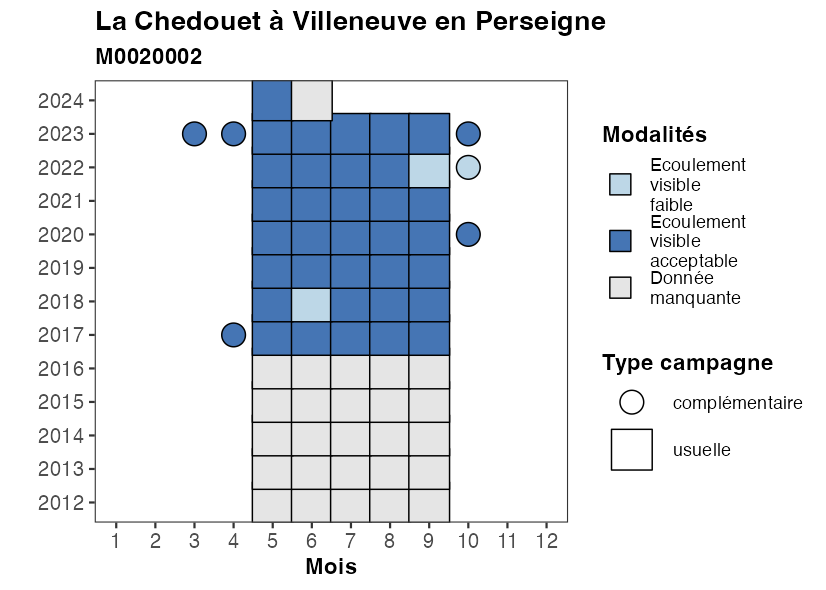 La Chedouet à Villeneuve en Perseigne
M0020002
2024
2023
2022
2021
2020
2019
2018
2017
2016
2015
2014
2013
2012
1 2 3 4 5 6 7 8 9 10 11 12
Mois
Modalités
Ecoulement
visible
faible
Ecoulement
visible
acceptable
Donnée
manquante
Type campagne
complémentaire
usuelle